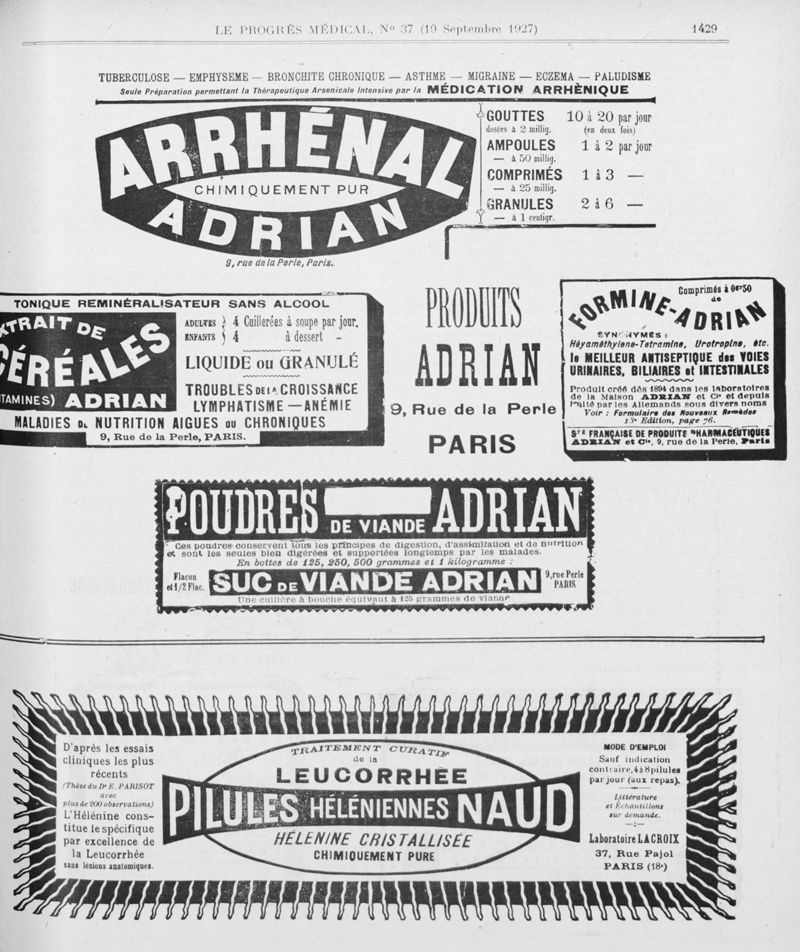 LE PROGRÈS MÉDICAL, No 37 (10 Septembre 1927)
1429
TUBERCULOSE — EMPHYSEME — BRONCHITE CHRONIQUE — ASTHME — MIGRAINE — ECZEMA — PALUDISME
Seule Préparation permettant la Thérapeutique Arsenicale Intensive par la MÉDICATION ARRHÈNIQUE
ARRHÉNAL
CHIMIQUEMENT PUR
ADRIAN
9, rue de la Perle, Paris.
GOUTTES 10 à 20 par jour
dosées à 2 millig. (en deux fois)
AMPOULES 1 à 2 par jour
— à 50 millig.
COMPRIMÉS 1 à 3 —
— à 25 millig.
GRANULES 2 à 6 —
— à 1 centigr.
TONIQUE REMINÉRALISATEUR SANS ALCOOL
XTRAIT DE
CÉRÉALES
TAMINES) ADRIAN
ADULTES } 4 Cuillerées à soupe par jour.
ENFANTS } 4 à dessert -
LIQUIDE OU GRANULÉ
TROUBLES DE LA CROISSANCE
LYMPHATISME — ANÉMIE
MALADIES DE NUTRITION AIGUES OU CHRONIQUES
9, Rue de la Perle, PARIS.
PRODUITS
ADRIAN
9, Rue de la Perle
PARIS
Comprimés à 0gr50
de
FORMINE-ADRIAN
SYNONYMES :
Héxaméthylene-Tetramine, Urotropine, etc.
le MEILLEUR ANTISEPTIQUE des VOIES
URINAIRES, BILIAIRES et INTESTINALES
Produit créé dès 1894 dans les laboratoires
de la Maison ADRIAN et Cie et depuis
imité par les Allemands sous divers noms
Voir : Formulaire des Nouveaux Remèdes
13e Edition, page 76.
Sté FRANÇAISE DE PRODUITS PHARMACEUTIQUES
ADRIAN et Cie, 9, rue de la Perle, Paris
POUDRES DE VIANDE ADRIAN
Ces poudres conservent tous les principes de digestion, d'assimilation et de nutrition
et sont les seules bien digérées et supportées longtemps par les malades.
En boîtes de 125, 250, 500 grammes et 1 kilogramme :
Flacon
et 1/2 Flac.
SUC DE VIANDE ADRIAN
9, rue Perle
PARIS
Une cuillère à bouche équivaut à 125 grammes de viande
D'après les essais
cliniques les plus
récents
(Thèse du Dr E. PARISOT
avec
plus de 200 observations)
L'Hélénine cons-
titue le spécifique
par excellence de
la Leucorrhée
sans lésions anatomiques.
TRAITEMENT CURATIF
de la
LEUCORRHÉE
PILULES HÉLÉNIENNES NAUD
HÉLENINE CRISTALLISÉE
CHIMIQUEMENT PURE
MODE D'EMPLOI
Sauf indication
contraire, 4 à 8 pilules
par jour (aux repas).
Littérature
et Échantillons
sur demande.
Laboratoire LACROIX
37, Rue Pajol
PARIS (18e)